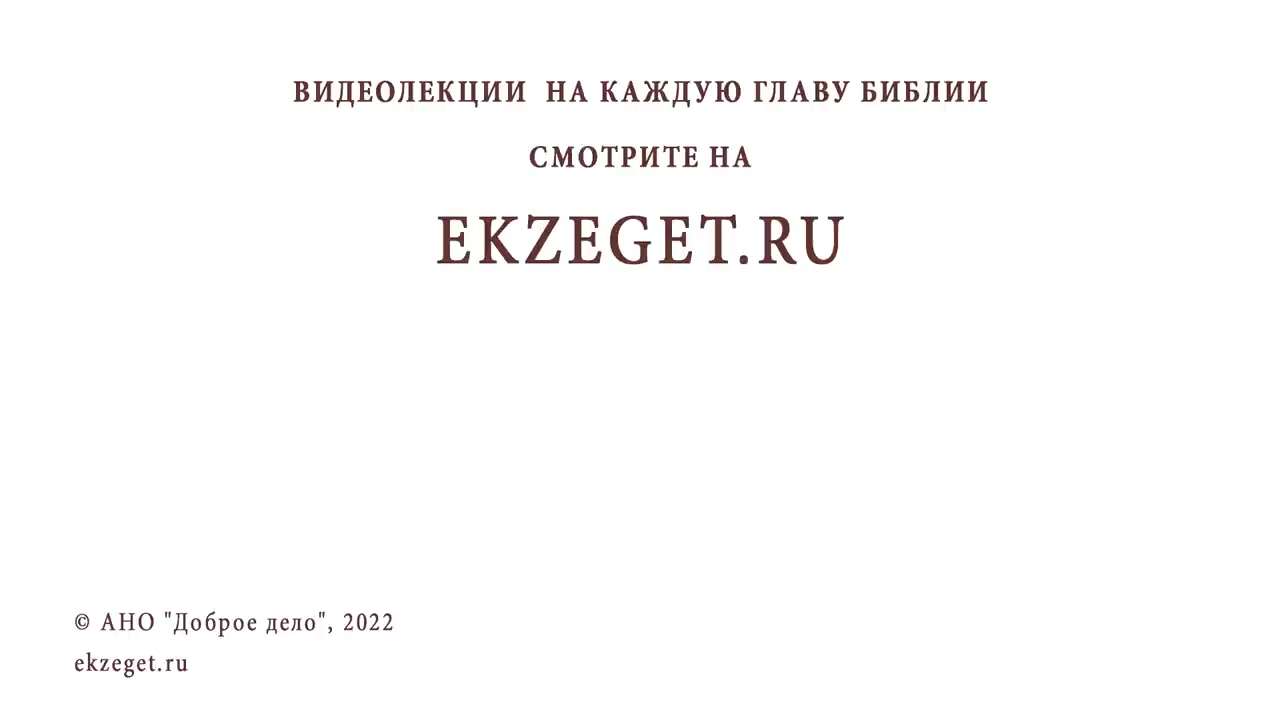 ВИДЕОЛЕКЦИИ НА КАЖДУЮ ГЛАВУ БИБЛИИ
СМОТРИТЕ НА
EKZEGET.RU
© АНО "Доброе дело", 2022
ekzeget.ru